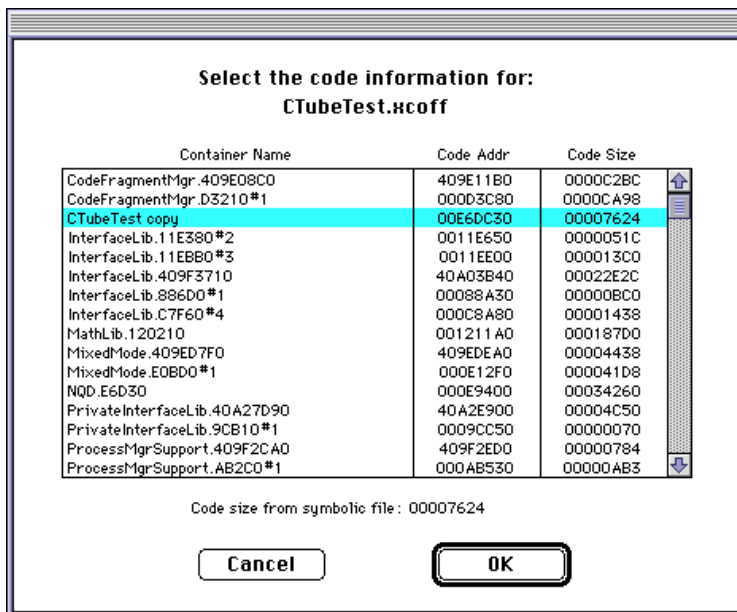 Select the code information for:
CTubeTest.xcoff
Container Name Code Addr Code Size
CodeFragmentMgr.409E08C0 409E11B0 0000C2BC
CodeFragmentMgr.D3210#1 000D3C80 0000CA98
CTubeTest copy 00E6DC30 00007624
InterfaceLib.11E380#2 0011E650 0000051C
InterfaceLib.11EBB0#3 0011EE00 000013C0
InterfaceLib.409F3710 40A03B40 00022E2C
InterfaceLib.886D0#1 00088A30 00000BC0
InterfaceLib.C7F60#4 000C8A80 00001438
MathLib.120210 001211A0 000187D0
MixedMode.409ED7F0 409EDEA0 00004438
MixedMode.E0BD0#1 000E12F0 000041D8
NQD.E6D30 000E9400 00034260
PrivateInterfaceLib.40A27D90 40A2E900 00004C50
PrivateInterfaceLib.9CB10#1 0009CC50 00000070
ProcessMgrSupport.409F2CA0 409F2ED0 00000784
ProcessMgrSupport.AB2C0#1 000AB530 00000AB3
Code size from symbolic file: 00007624
Cancel OK